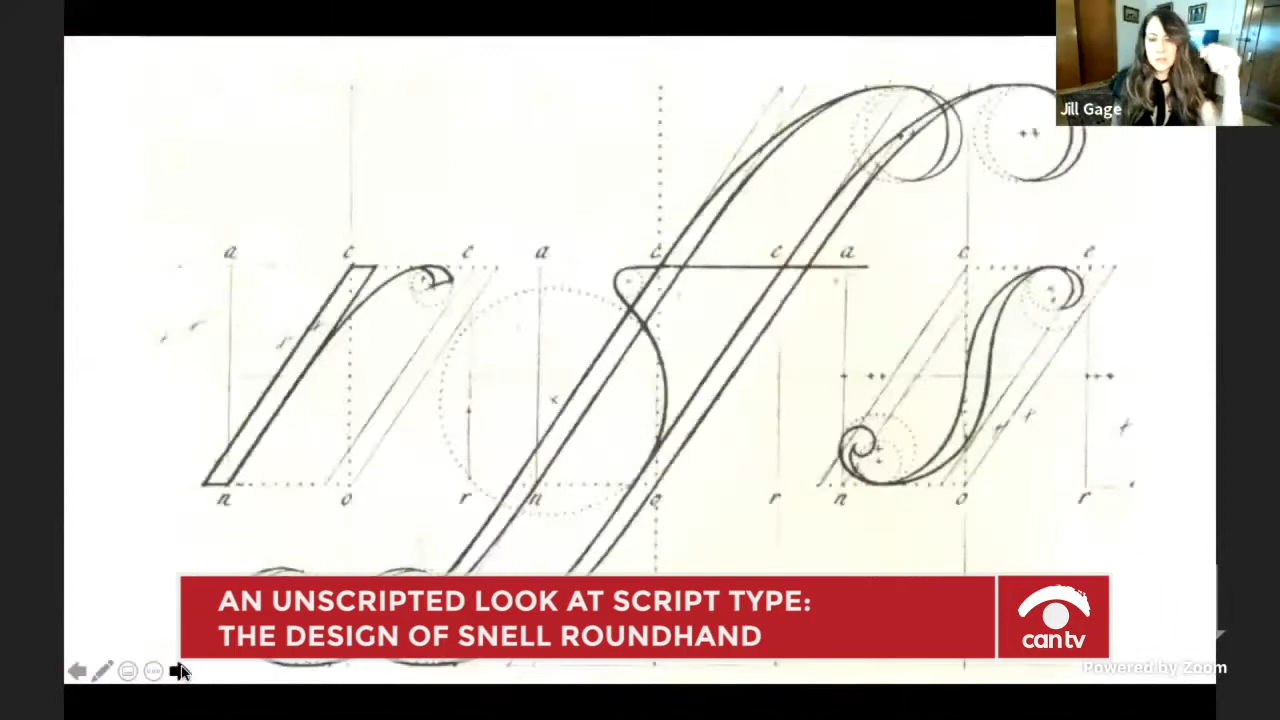 Jill Gage
a c c a c c a c e
n o r n o r n o r
AN UNSCRIPTED LOOK AT SCRIPT TYPE:
THE DESIGN OF SNELL ROUNDHAND
can tv
Powered by Zoom